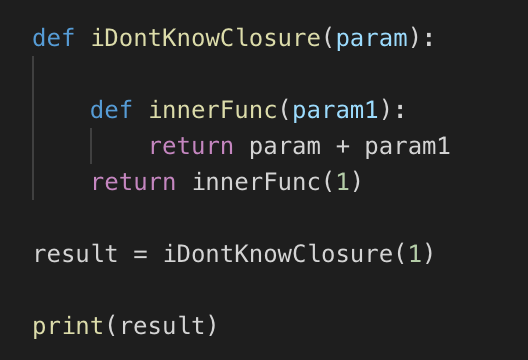 def iDontKnowClosure(param):
    def innerFunc(param1):
        return param + param1
    return innerFunc(1)
result = iDontKnowClosure(1)
print(result)